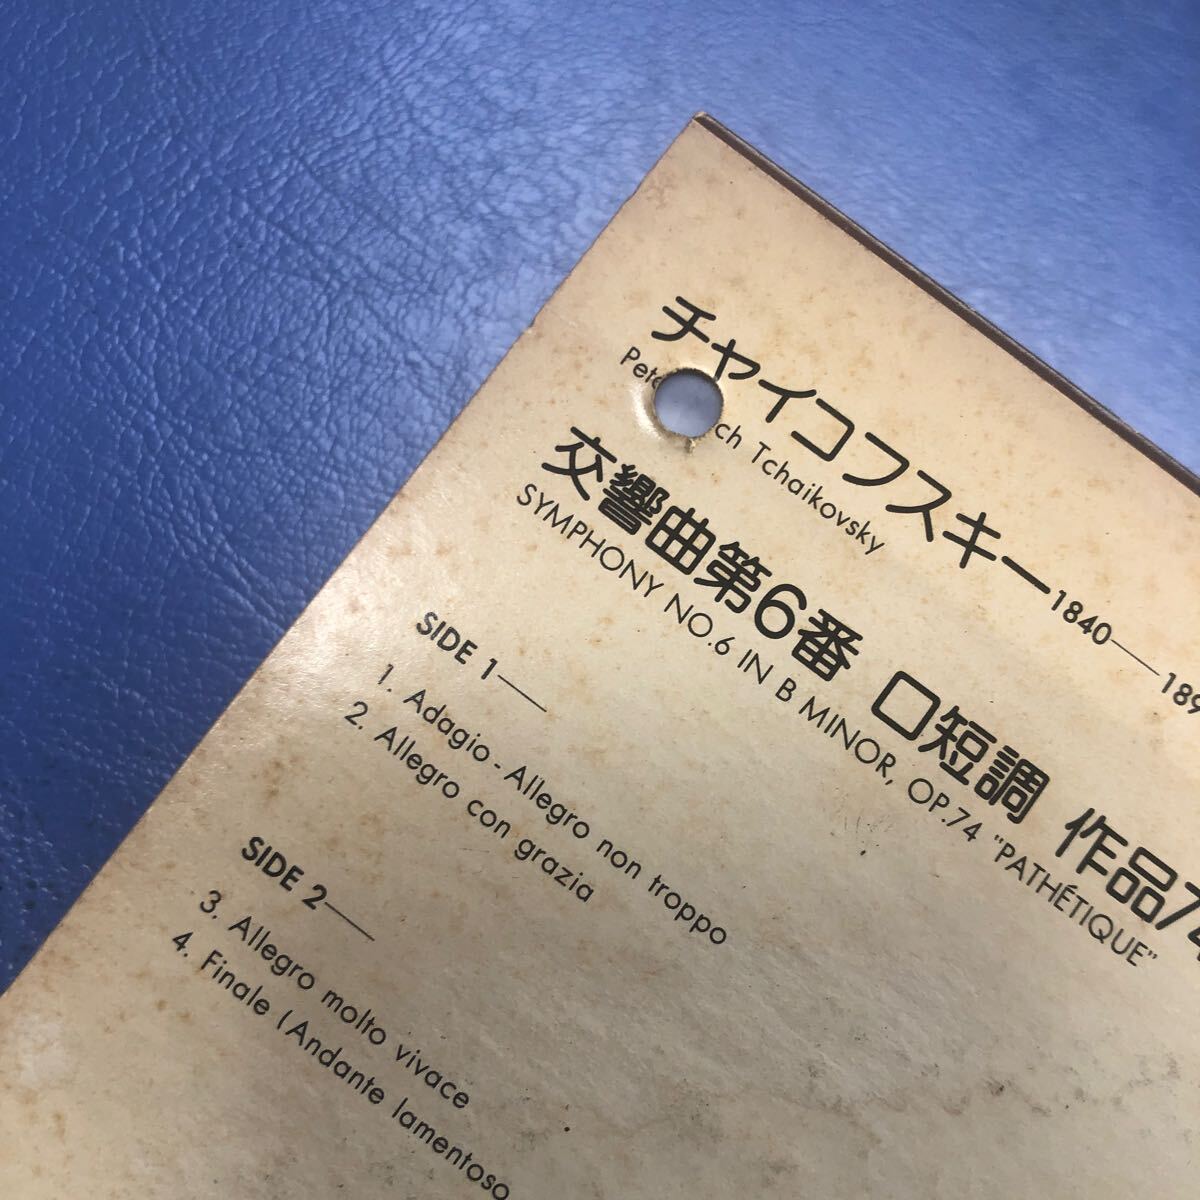 チャイコフスキー1840—189
Pet ch Tchaikovsky
交響曲第6番 ロ短調 作品74
SYMPHONY NO.6 IN B MINOR, OP.74 "PATHÉTIQUE"
SIDE 1—
1. Adagio - Allegro non troppo
2. Allegro con grazia
SIDE 2—
3. Allegro molto vivace
4. Finale (Andante lamentoso